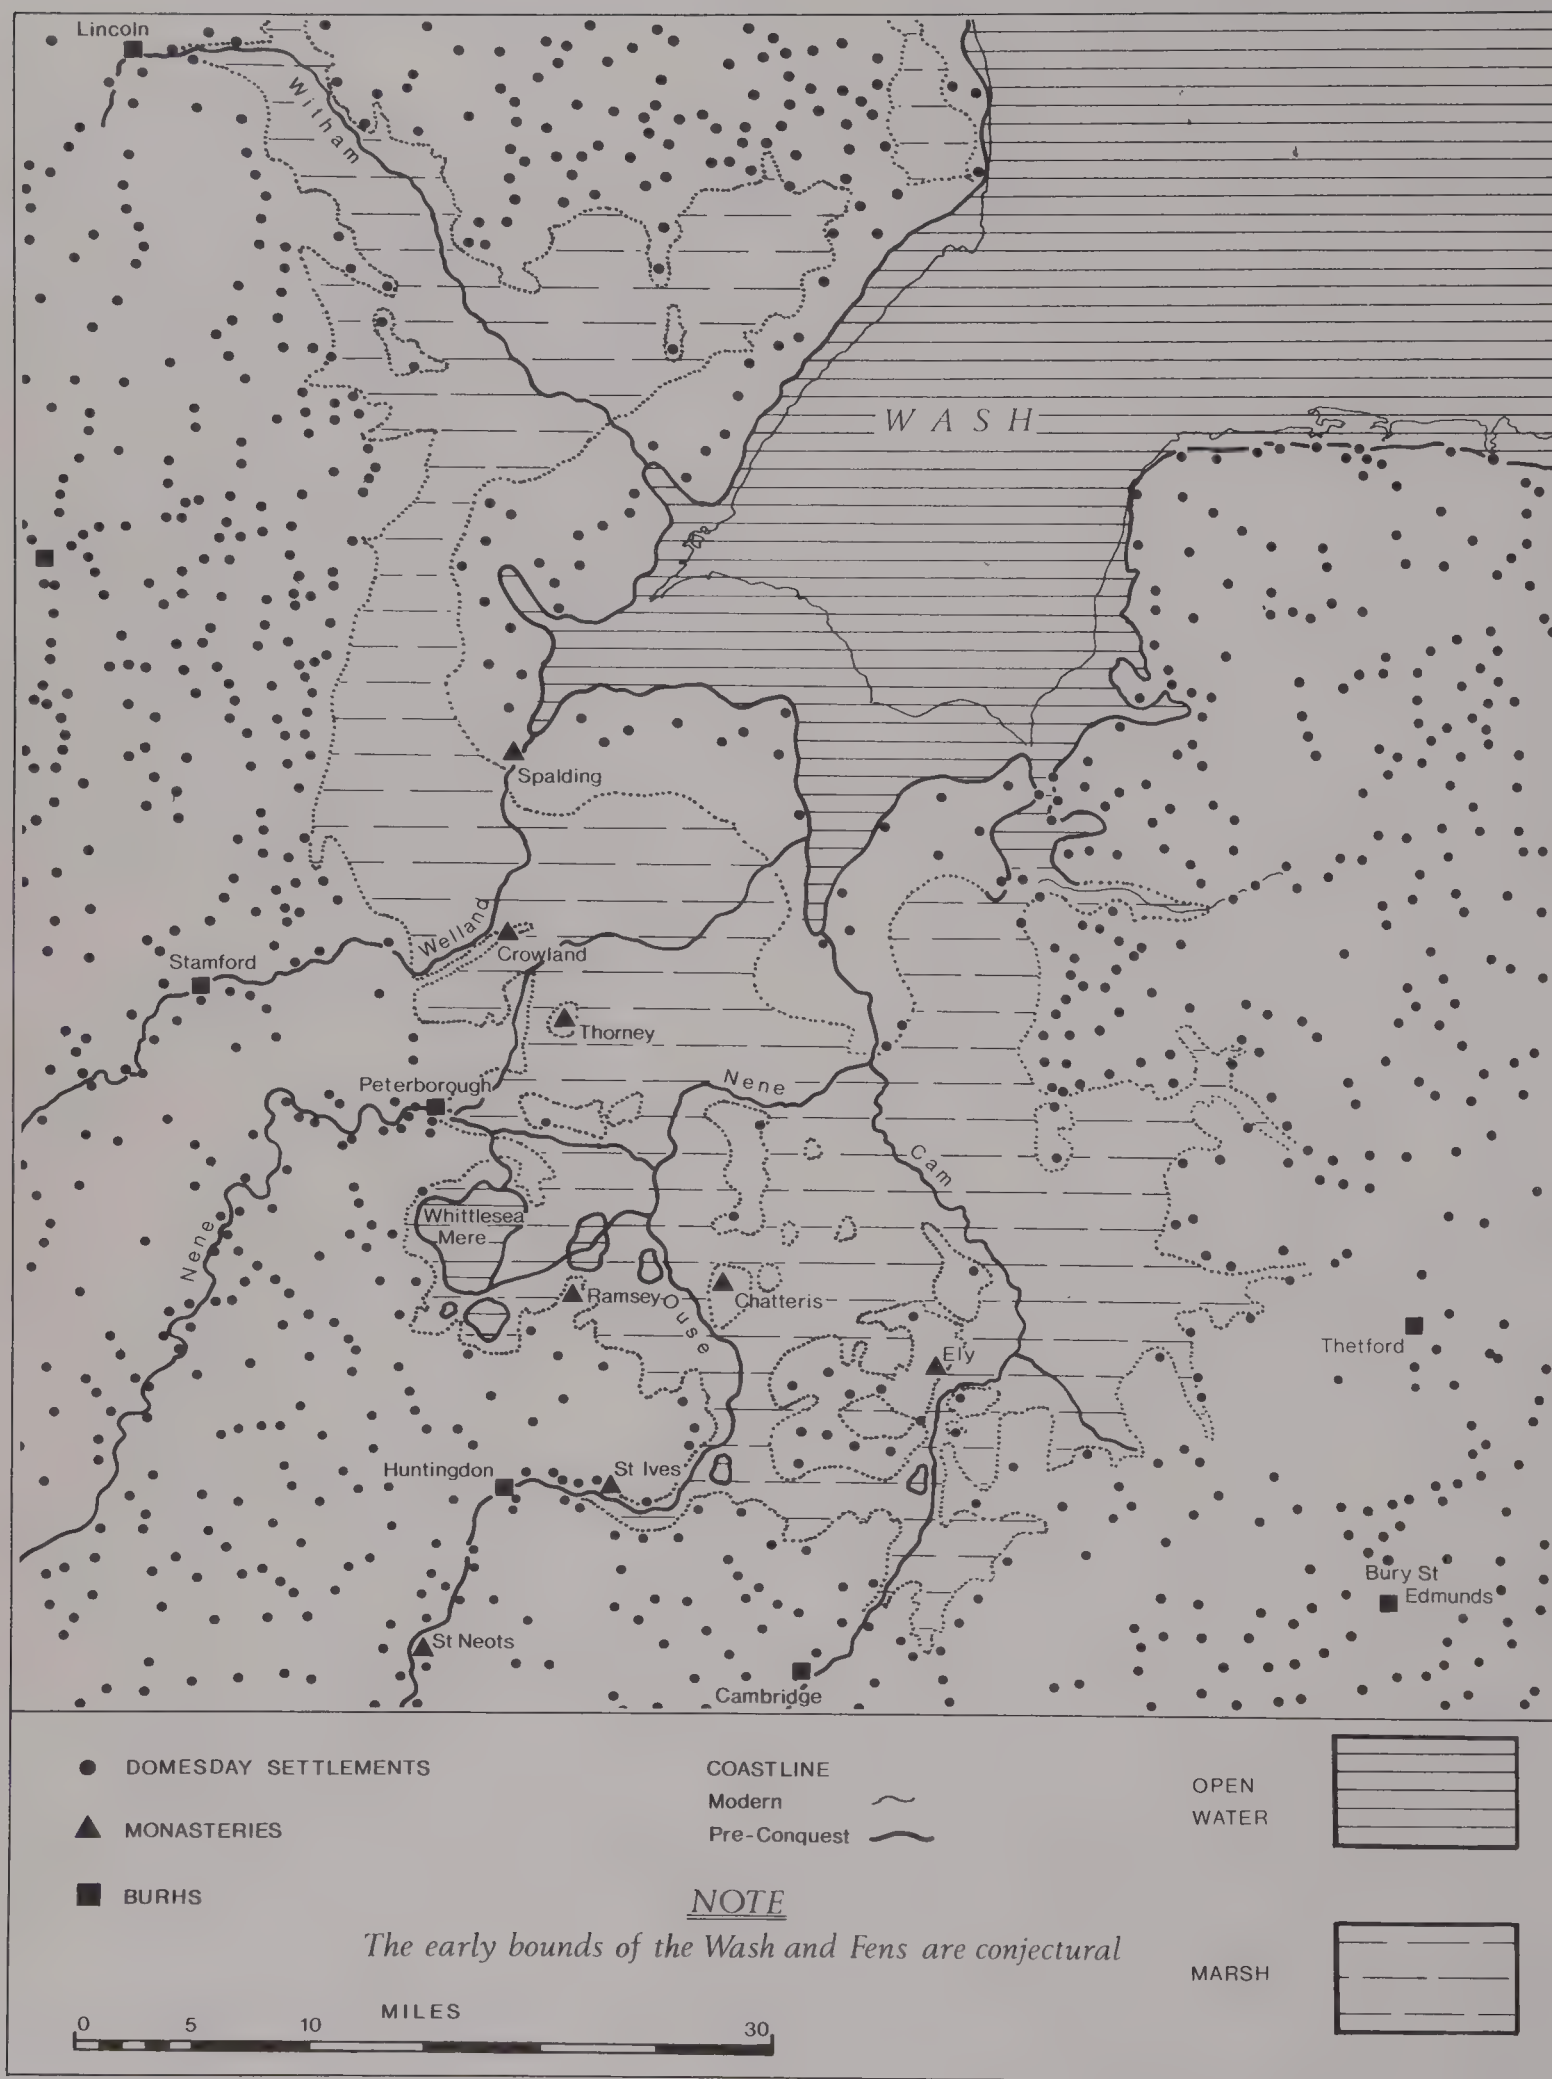 Lincoln
Witham
WASH
Spalding
Welland
Crowland
Stamford
Thorney
Peterborough
Nene
Cam
Whittlesea
Mere
Nene
Ramsey
Ouse
Chatteris
Ely
Thetford
Huntingdon
St Ives
Bury St
Edmunds
St Neots
Cambridge
DOMESDAY SETTLEMENTS
MONASTERIES
BURHS
COASTLINE
Modern
Pre-Conquest
OPEN
WATER
NOTE
The early bounds of the Wash and Fens are conjectural
MARSH
MILES
0 5 10 30